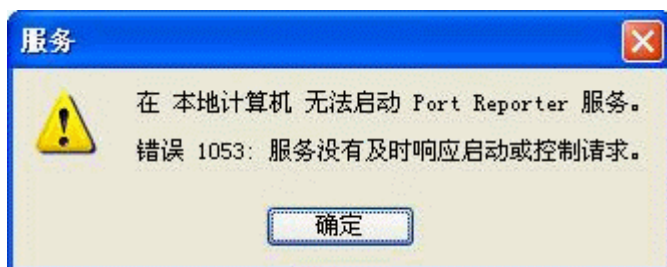 服务
在 本地计算机 无法启动 Port Reporter 服务。
错误 1053: 服务没有及时响应启动或控制请求。
确定